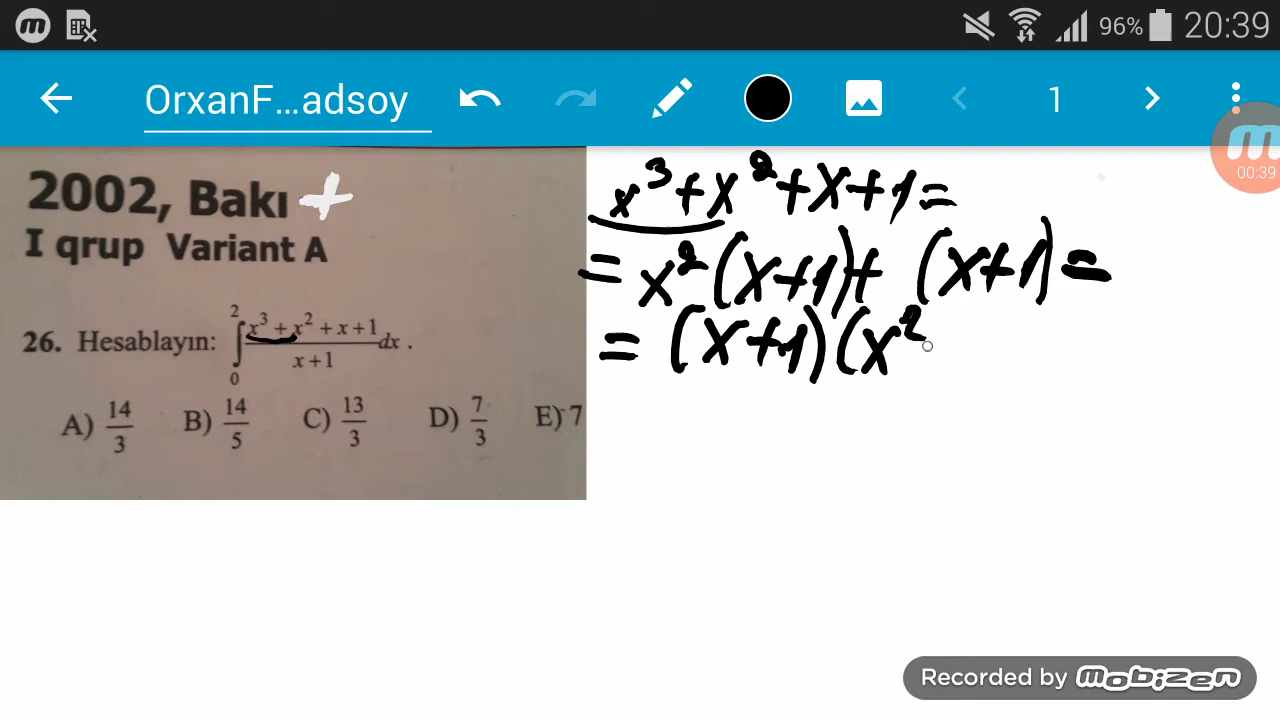 96% 20:39
OrxanF...adsoy 1
00:39
2002, Bakı +
I qrup Variant A
26. Hesablayın: ∫₀² (x³ + x² + x + 1)/(x + 1) dx .
A) 14/3 B) 14/5 C) 13/3 D) 7/3 E) 7
x³+x²+x+1=
= x²(x+1)+ (x+1)=
= (x+1)(x²
Recorded by mobizen